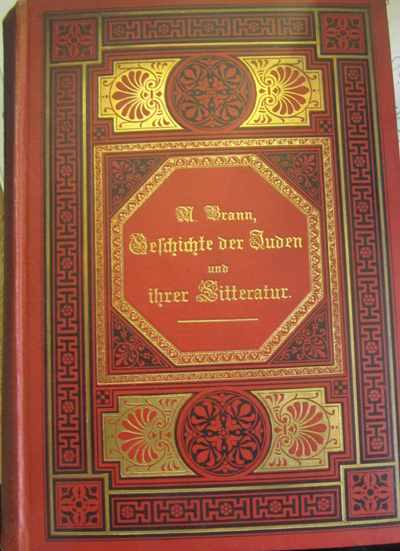 M. Brann,
Geschichte der Juden
und
ihrer Litteratur.